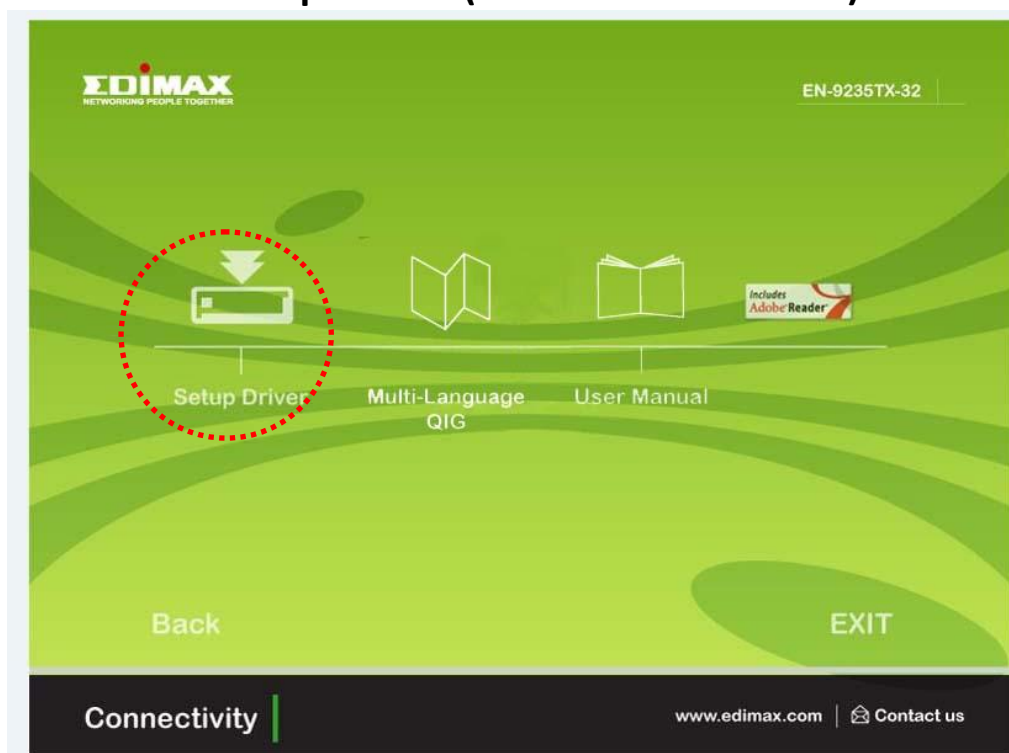 EDIMAX
NETWORKING PEOPLE TOGETHER
EN-9235TX-32
Includes
Adobe Reader
Setup Driver
Multi-Language
QIG
User Manual
Back
EXIT
Connectivity
www.edimax.com | Contact us